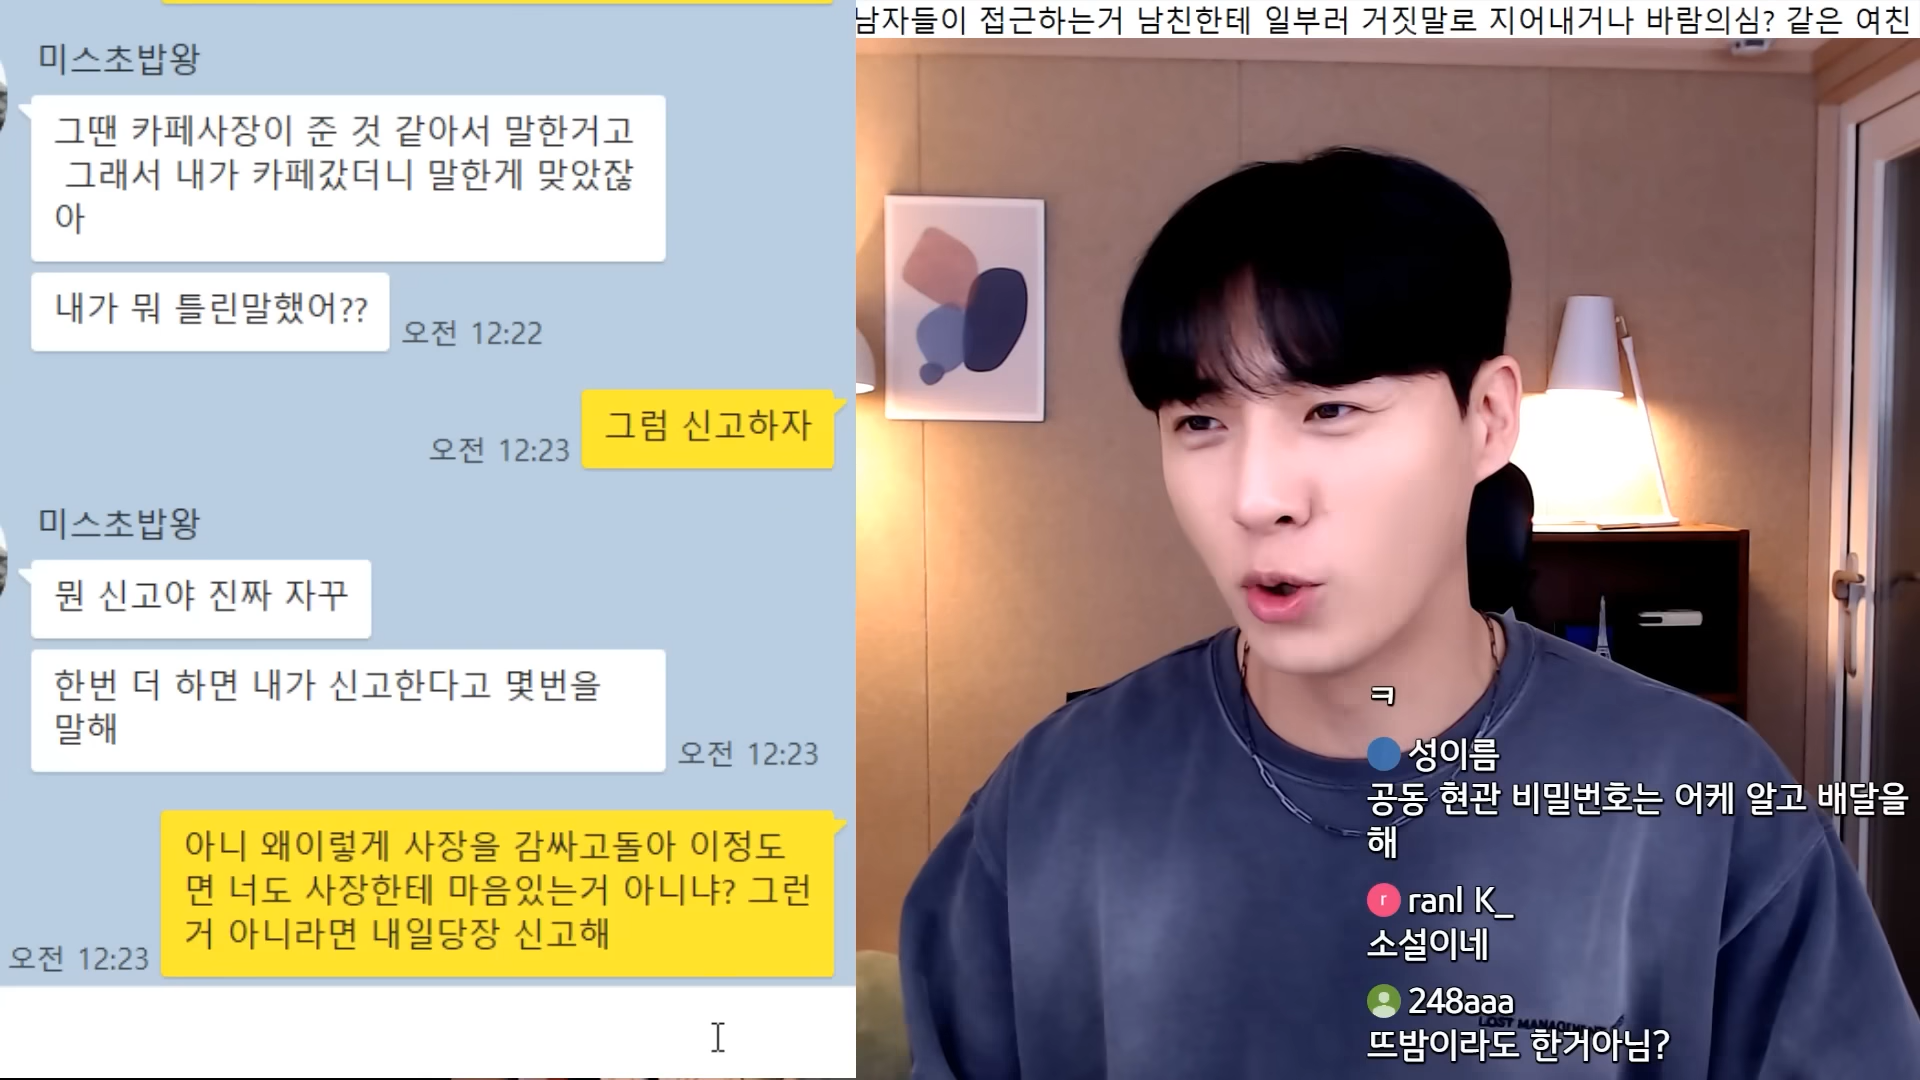 남자들이 접근하는거 남친한테 일부러 거짓말로 지어내거나 바람의심? 같은 여친
미스초밥왕
그땐 카페사장이 준 것 같아서 말한거고
그래서 내가 카페갔더니 말한게 맞았잖
아
내가 뭐 틀린말했어??
오전 12:22
그럼 신고하자
오전 12:23
미스초밥왕
뭔 신고야 진짜 자꾸
한번 더 하면 내가 신고한다고 몇번을
말해
오전 12:23
아니 왜이렇게 사장을 감싸고돌아 이정도
면 너도 사장한테 마음있는거 아니냐? 그런
거 아니라면 내일당장 신고해
오전 12:23
ㅋ
성이름
공동 현관 비밀번호는 어케 알고 배달을
해
r ranl K_
소설이네
248aaa
뜨밤이라도 한거아님?